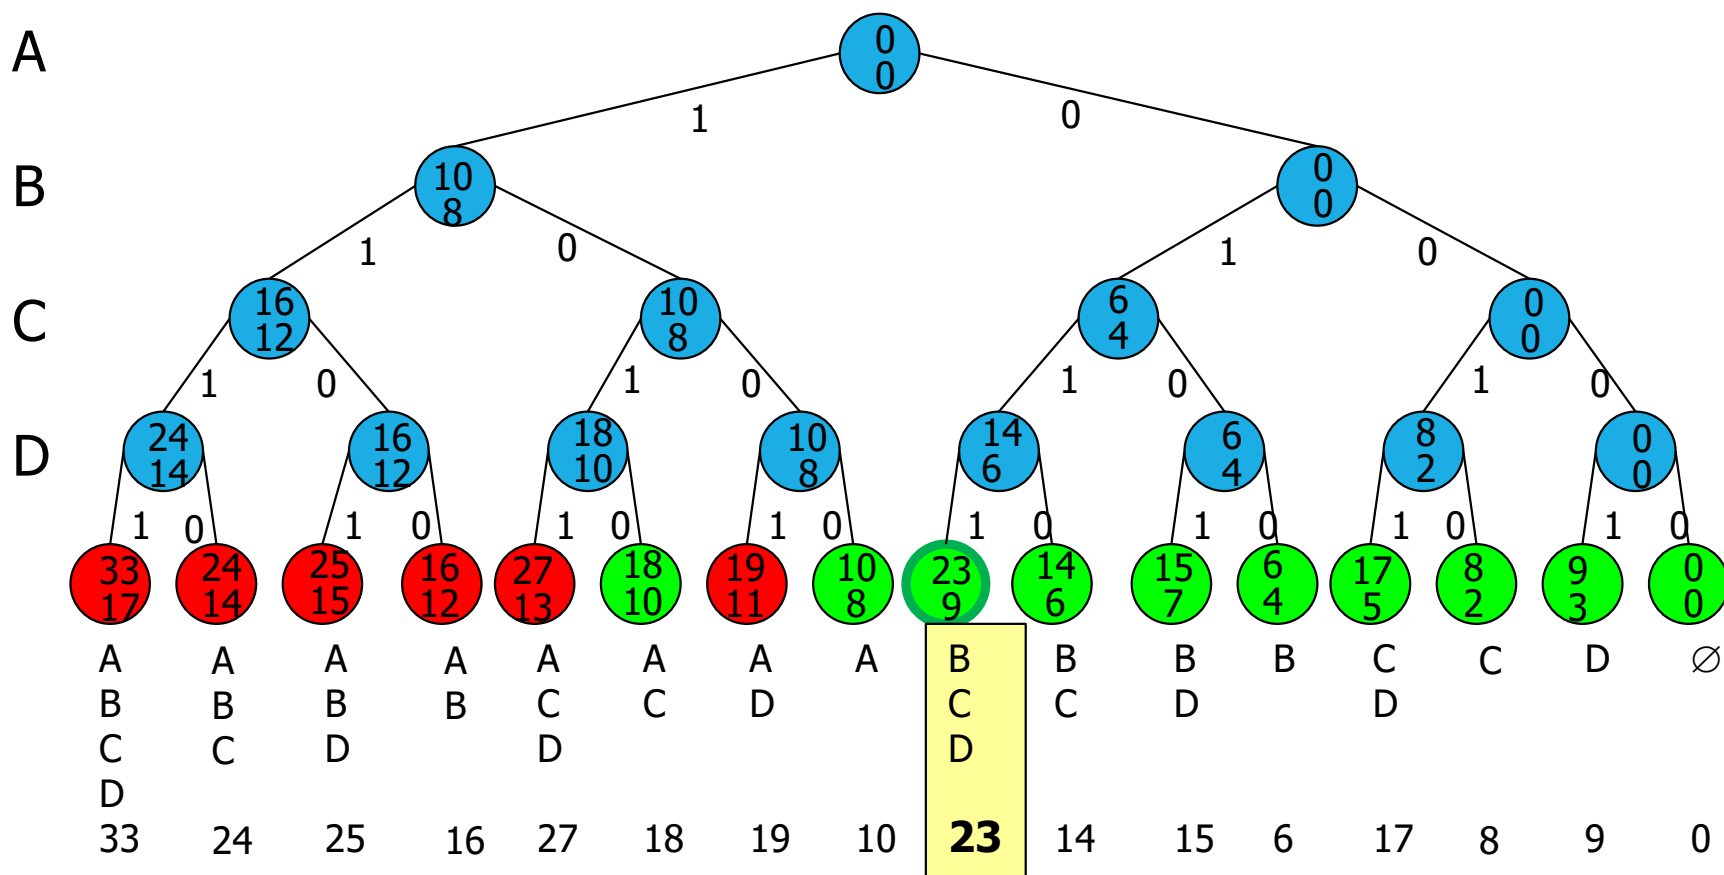 A
0
0
1 0
B
10 0
8 0
1 0 1 0
C
16 10 6 0
12 8 4 0
1 0 1 0 1 0 1 0
D
24 16 18 10 14 6 8 0
14 12 10 8 6 4 2 0
1 0 1 0 1 0 1 0 1 0 1 0 1 0 1 0
33 24 25 16 27 18 19 10 23 14 15 6 17 8 9 0
17 14 15 12 13 10 11 8 9 6 7 4 5 2 3 0
A A A A A A A A B B B B C C D ∅
B B B B C C D C C D D
C C D D D
D
33 24 25 16 27 18 19 10 23 14 15 6 17 8 9 0